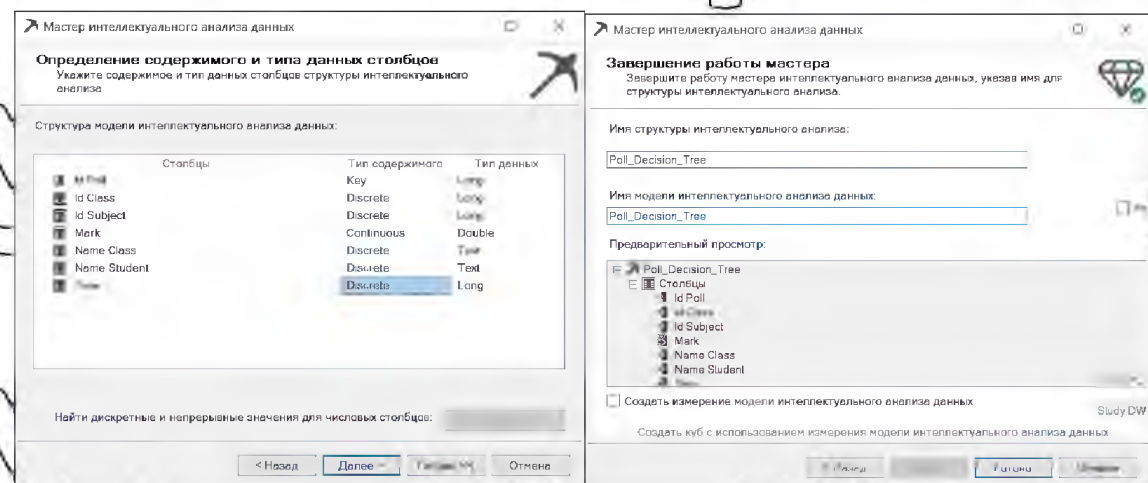 Мастер интеллектуального анализа данных
Определение содержимого и типа данных столбцов
Укажите содержимое и тип данных столбцов структуры интеллектуального
анализа
Структура модели интеллектуального анализа данных:
Столбцы Тип содержимого Тип данных
Key
Id Class Discrete
Id Subject Discrete
Mark Continuous Double
Name Class Discrete
Name Student Discrete Text
Discrete Long
Найти дискретные и непрерывные значения для числовых столбцов:
< Назад Далее Отмена
Мастер интеллектуального анализа данных
Завершение работы мастера
Завершите работу мастера интеллектуального анализа данных, указав имя для
структуры интеллектуального анализа.
Имя структуры интеллектуального анализа:
Poll_Decision_Tree
Имя модели интеллектуального анализа данных:
Poll_Decision_Tree
Предварительный просмотр:
Poll_Decision_Tree
Столбцы
Id Poll
Id Subject
Mark
Name Class
Name Student
Создать измерение модели интеллектуального анализа данных
Study DW
Создать куб с использованием измерения модели интеллектуального анализа данных
Готово